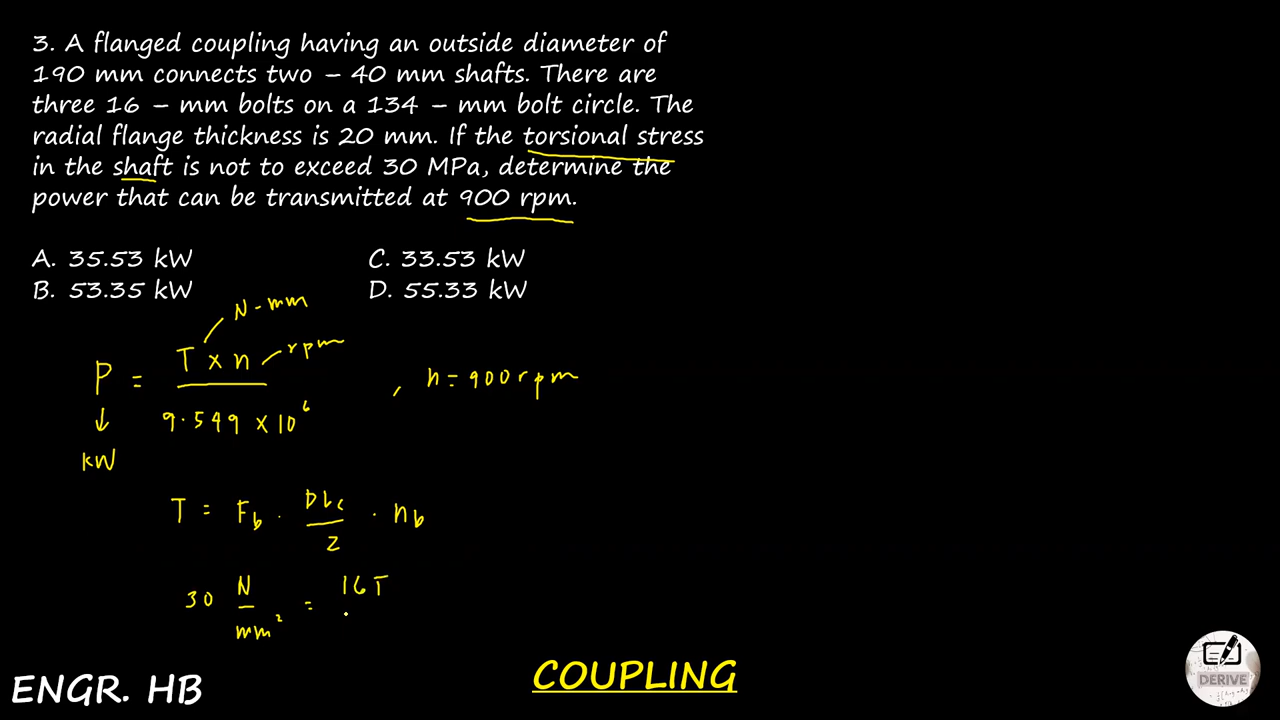 3. A flanged coupling having an outside diameter of
190 mm connects two – 40 mm shafts. There are
three 16 – mm bolts on a 134 – mm bolt circle. The
radial flange thickness is 20 mm. If the torsional stress
in the shaft is not to exceed 30 MPa, determine the
power that can be transmitted at 900 rpm.
A. 35.53 kW C. 33.53 kW
B. 53.35 kW D. 55.33 kW
N-mm
P = T x n / 9.549 x 10^6 rpm , n = 900 rpm
kW
T = Fb · Dbc / 2 · nb
30 N / mm² = 16T
ENGR. HB
COUPLING
DERIVE